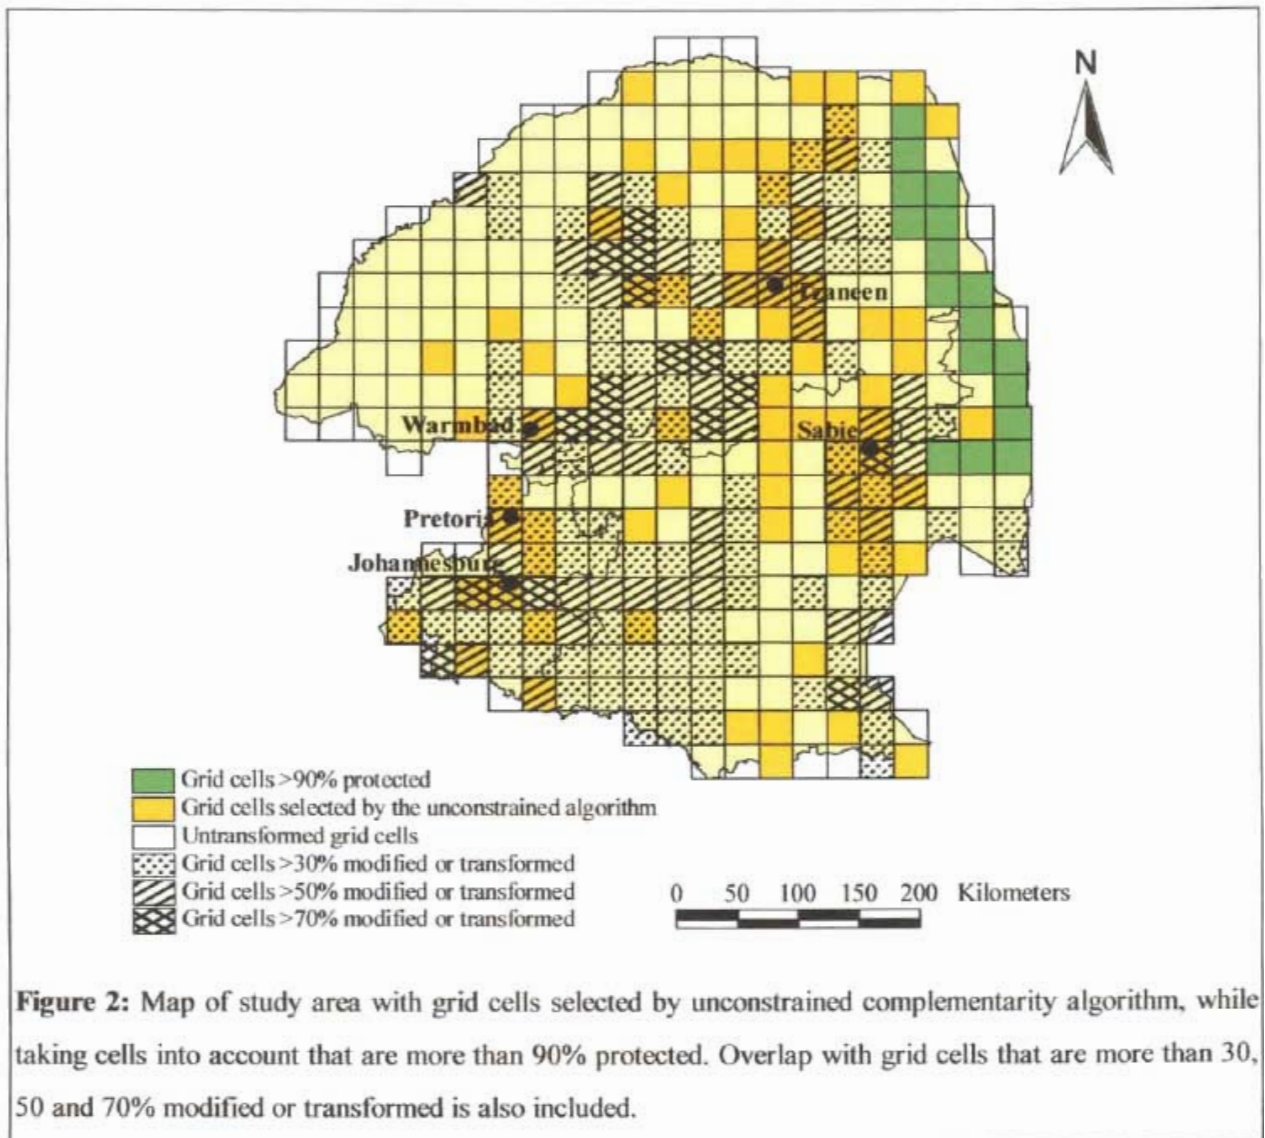 N
Tzaneen
Warmbad
Sabie
Pretoria
Johannesburg
Grid cells >90% protected
Grid cells selected by the unconstrained algorithm
Untransformed grid cells
Grid cells >30% modified or transformed
Grid cells >50% modified or transformed
Grid cells >70% modified or transformed
0 50 100 150 200 Kilometers
Figure 2: Map of study area with grid cells selected by unconstrained complementarity algorithm, while
taking cells into account that are more than 90% protected. Overlap with grid cells that are more than 30,
50 and 70% modified or transformed is also included.